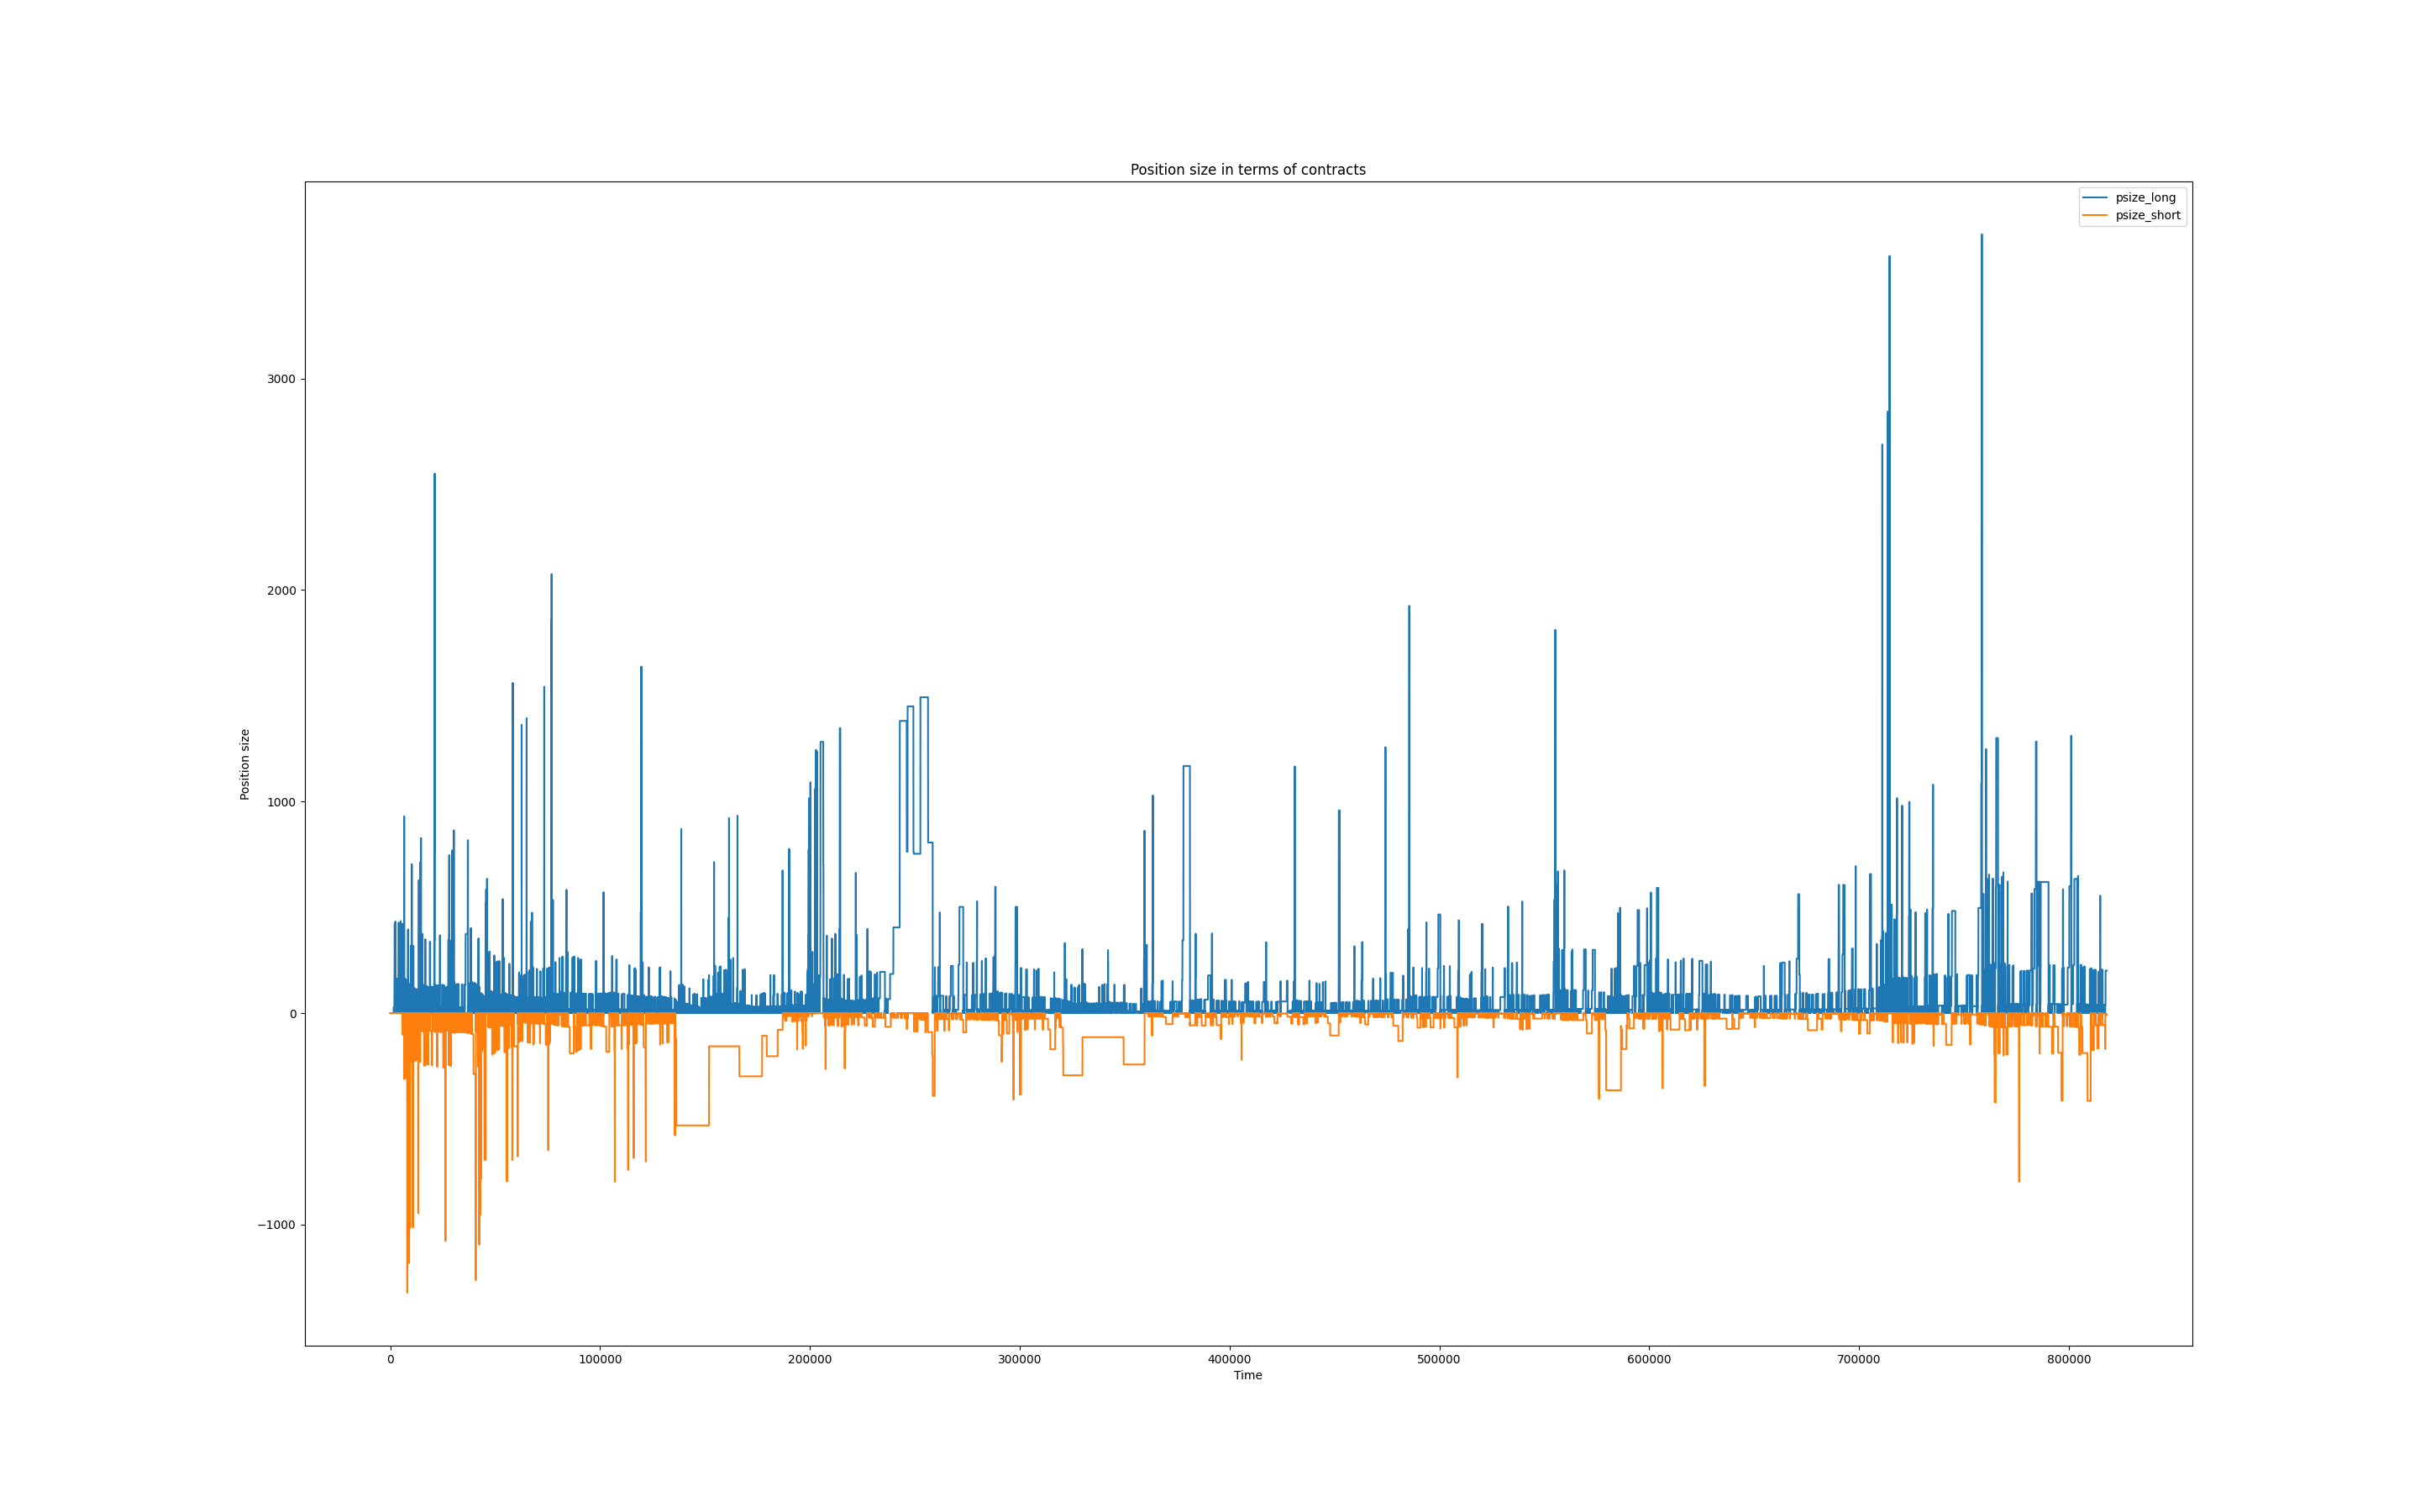 Position size in terms of contracts
psize_long
psize_short
3000
2000
1000
0
−1000
Position size
0 100000 200000 300000 400000 500000 600000 700000 800000
Time